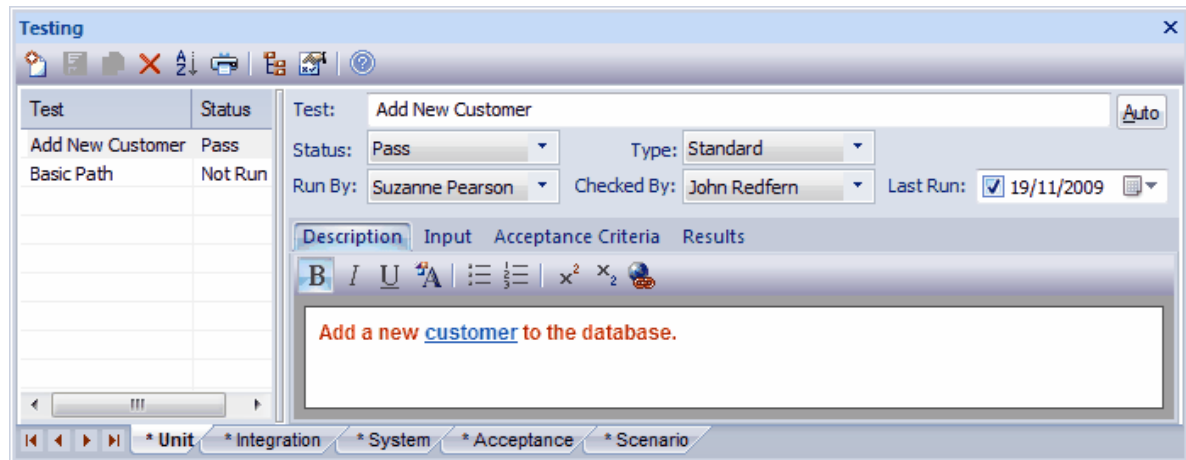 Testing
Test Status
Add New Customer Pass
Basic Path Not Run
Test: Add New Customer Auto
Status: Pass Type: Standard
Run By: Suzanne Pearson Checked By: John Redfern Last Run: 19/11/2009
Description Input Acceptance Criteria Results
B I U A x² x₂
Add a new customer to the database.
* Unit * Integration * System * Acceptance * Scenario